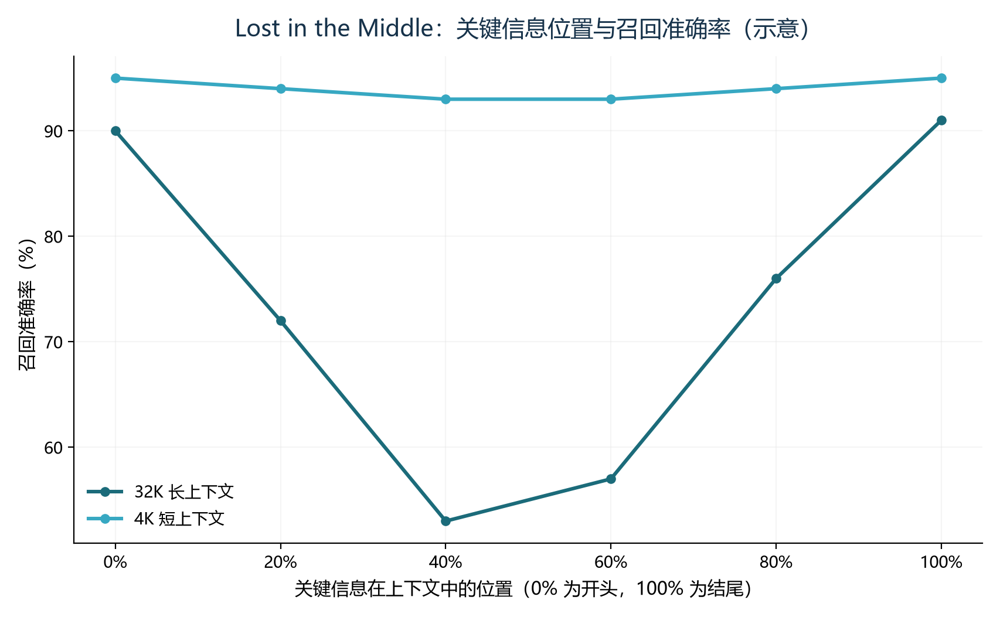 Lost in the Middle：关键信息位置与召回准确率（示意）
召回准确率（%）
90
80
70
60
32K 长上下文
4K 短上下文
0%
20%
40%
60%
80%
100%
关键信息在上下文中的位置（0% 为开头，100% 为结尾）